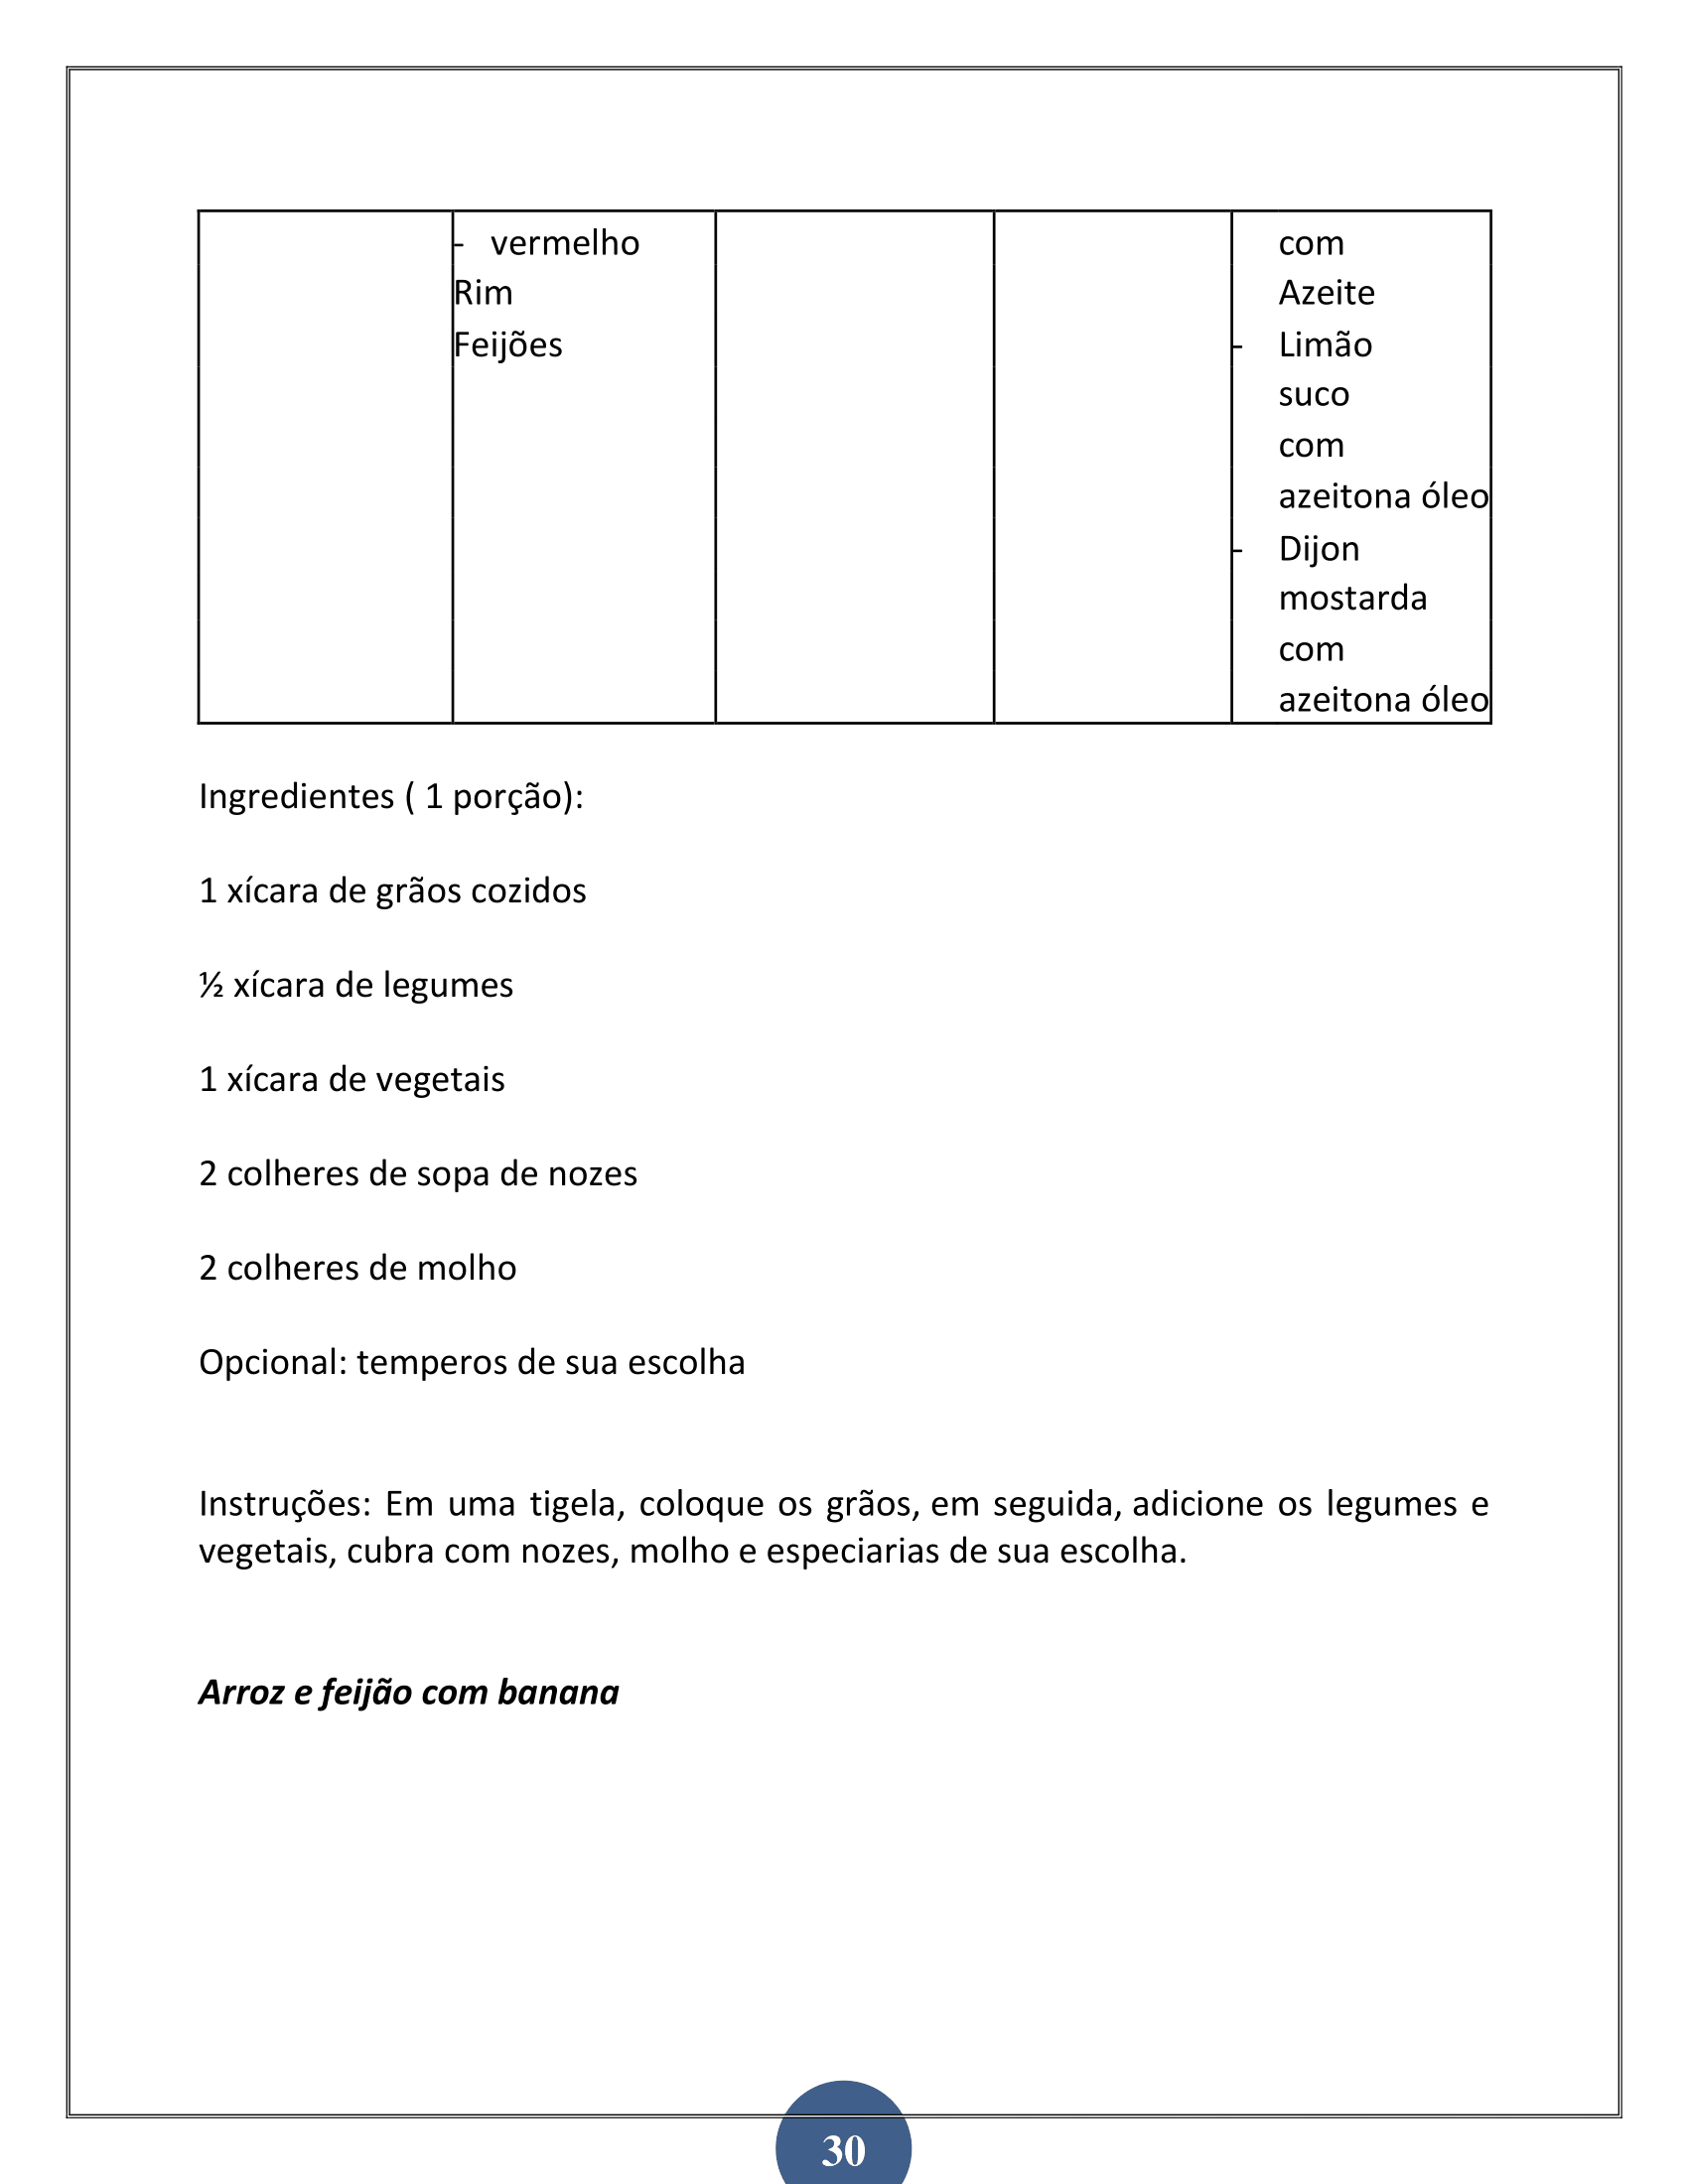 - vermelho
Rim
Feijões
com
Azeite
- Limão
suco
com
azeitona óleo
- Dijon
mostarda
com
azeitona óleo
Ingredientes ( 1 porção):
1 xícara de grãos cozidos
½ xícara de legumes
1 xícara de vegetais
2 colheres de sopa de nozes
2 colheres de molho
Opcional: temperos de sua escolha
Instruções: Em uma tigela, coloque os grãos, em seguida, adicione os legumes e
vegetais, cubra com nozes, molho e especiarias de sua escolha.
Arroz e feijão com banana
30